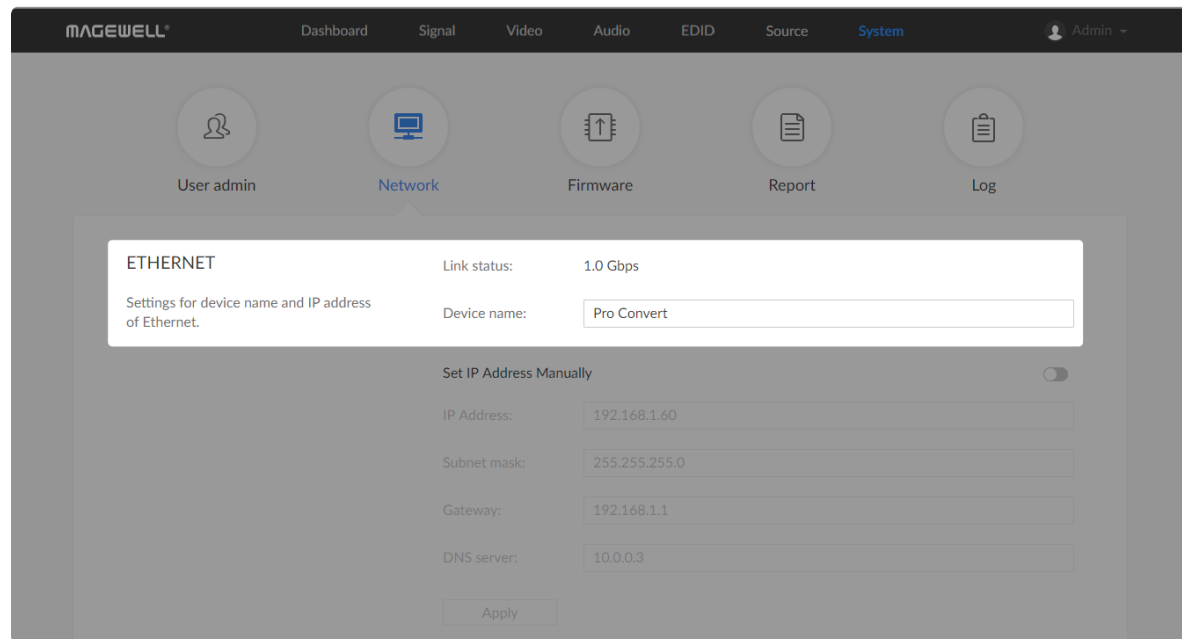 MAGEWELL®
Dashboard Signal Video Audio EDID Source System Admin
User admin Network Firmware Report Log
ETHERNET
Settings for device name and IP address
of Ethernet.
Link status: 1.0 Gbps
Device name: Pro Convert
Set IP Address Manually
IP Address: 192.168.1.60
Subnet mask: 255.255.255.0
Gateway: 192.168.1.1
DNS server: 10.0.0.3
Apply